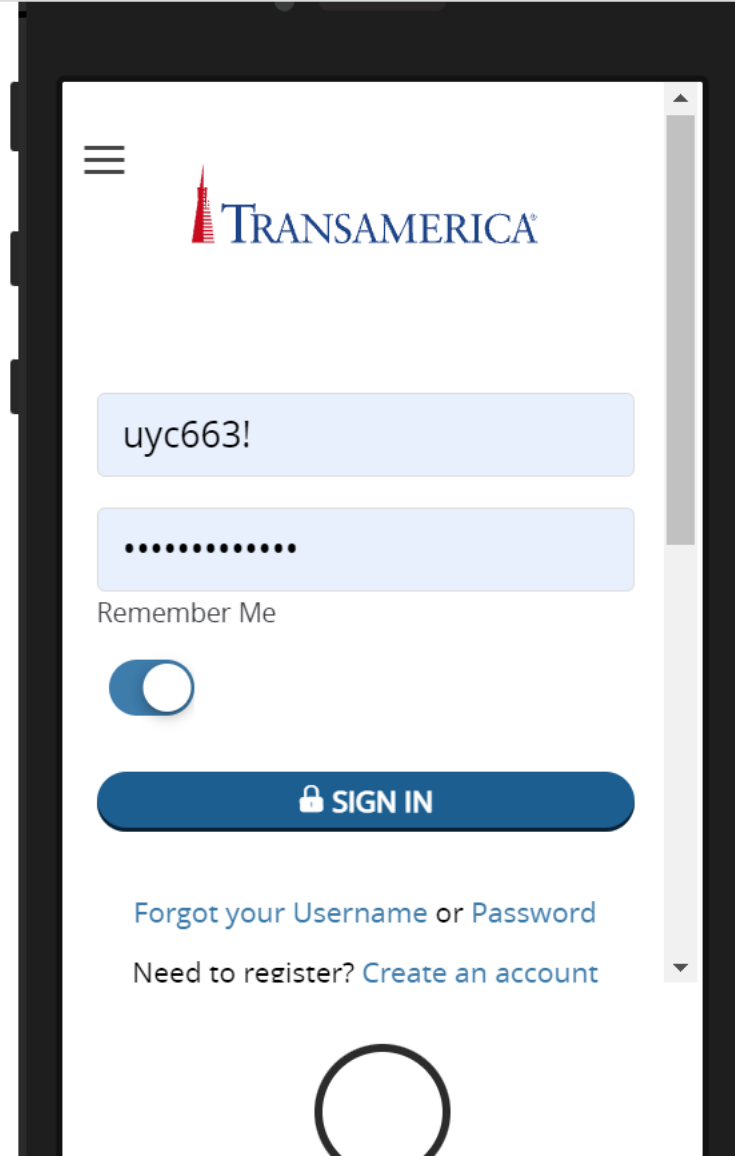 TRANSAMERICA®
uyc663!
•••••••••••••
Remember Me
SIGN IN
Forgot your Username or Password
Need to register? Create an account